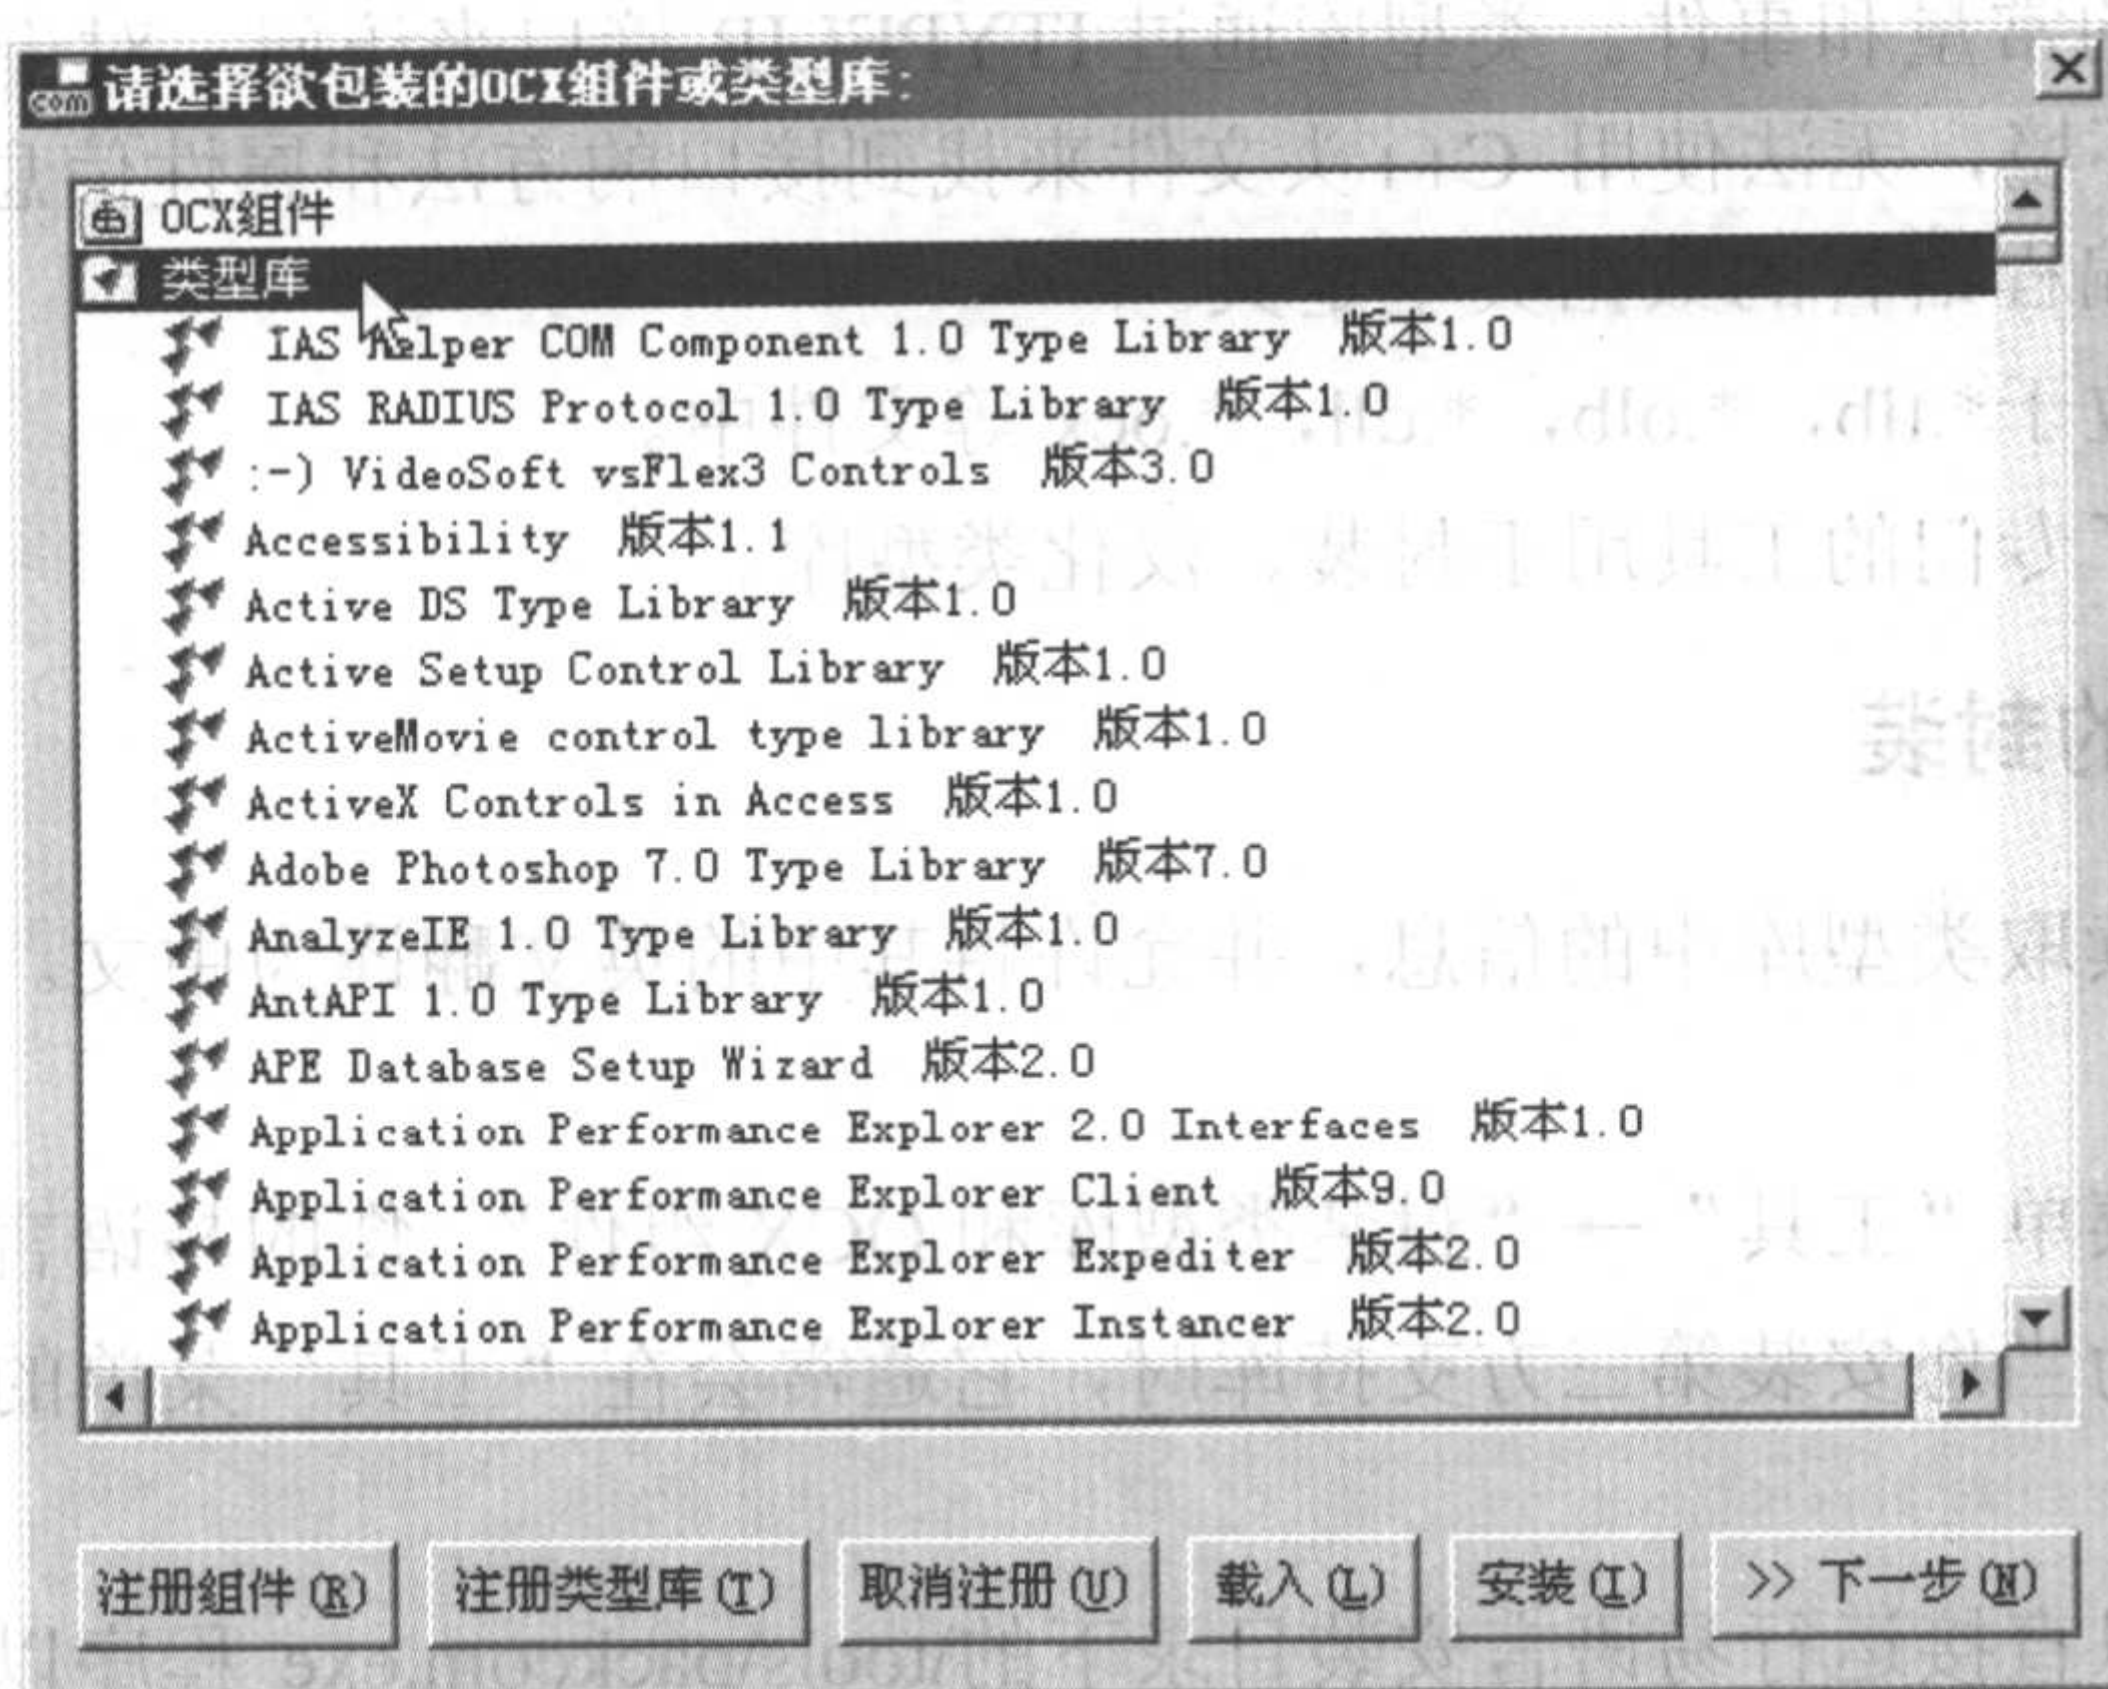 com 请选择欲包装的OCX组件或类型库:
OCX组件
类型库
IAS Helper COM Component 1.0 Type Library 版本1.0
IAS RADIUS Protocol 1.0 Type Library 版本1.0
:-) VideoSoft vsFlex3 Controls 版本3.0
Accessibility 版本1.1
Active DS Type Library 版本1.0
Active Setup Control Library 版本1.0
ActiveMovie control type library 版本1.0
ActiveX Controls in Access 版本1.0
Adobe Photoshop 7.0 Type Library 版本7.0
AnalyzeIE 1.0 Type Library 版本1.0
AntAPI 1.0 Type Library 版本1.0
APE Database Setup Wizard 版本2.0
Application Performance Explorer 2.0 Interfaces 版本1.0
Application Performance Explorer Client 版本9.0
Application Performance Explorer Expediter 版本2.0
Application Performance Explorer Instancer 版本2.0
注册组件(R) 注册类型库(T) 取消注册(U) 载入(L) 安装(I) >> 下一步(N)